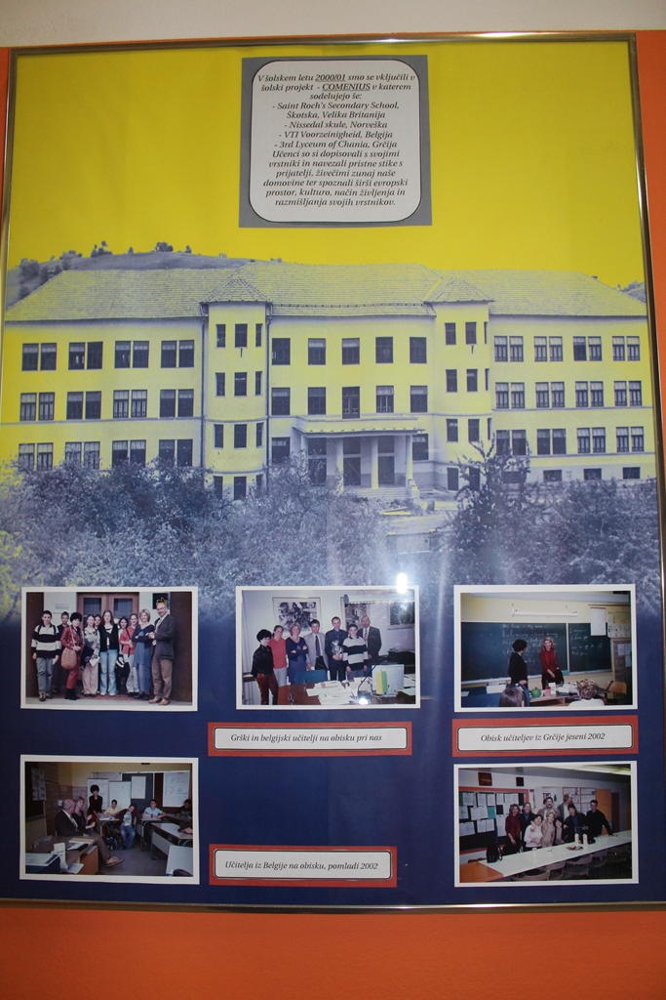 V šolskem letu 2000/01 smo se vključili v
šolski projekt - COMENIUS v katerem
sodelujejo še:
- Saint Roch's Secondary School,
Škotska, Velika Britanija
- Nissedal skule, Norveška
- VTI Voorzeinigheid, Belgija
- 3rd Lyceum of Chania, Grčija
Učenci so si dopisovali s svojimi
vrstniki in navezali pristne stike s
prijatelji, živečimi zunaj naše
domovine ter spoznali širši evropski
prostor, kulturo, način življenja in
razmišljanja svojih vrstnikov.
Grški in belgijski učitelji na obisku pri nas
Obisk učiteljev iz Grčije jeseni 2002
Učitelja iz Belgije na obisku, pomladi 2002